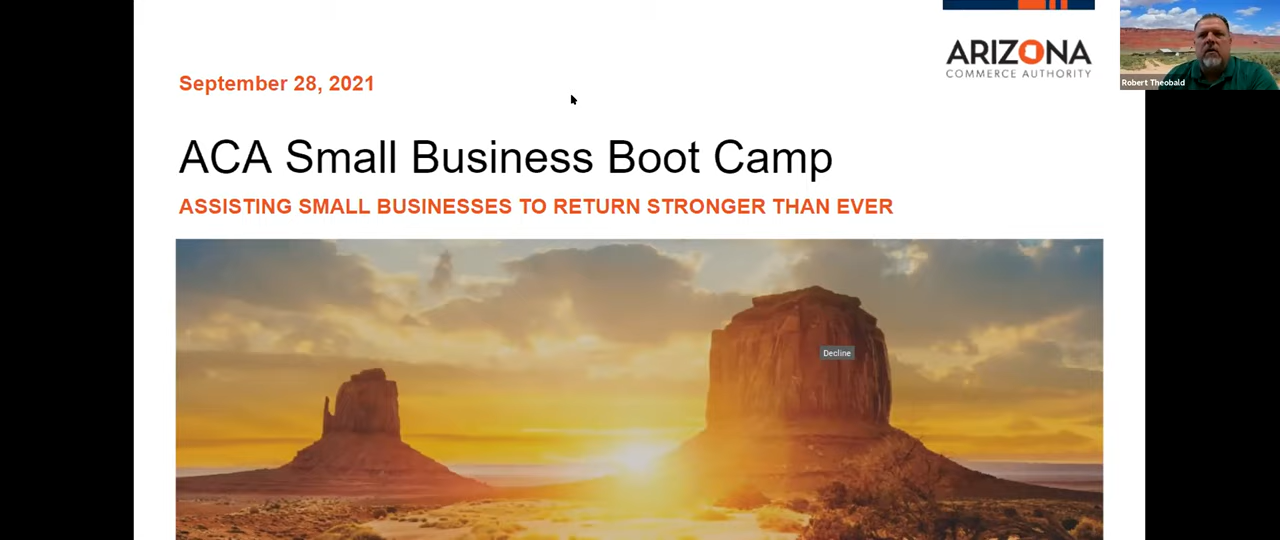 September 28, 2021
ARIZONA
COMMERCE AUTHORITY
Robert Theobald
ACA Small Business Boot Camp
ASSISTING SMALL BUSINESSES TO RETURN STRONGER THAN EVER
Decline